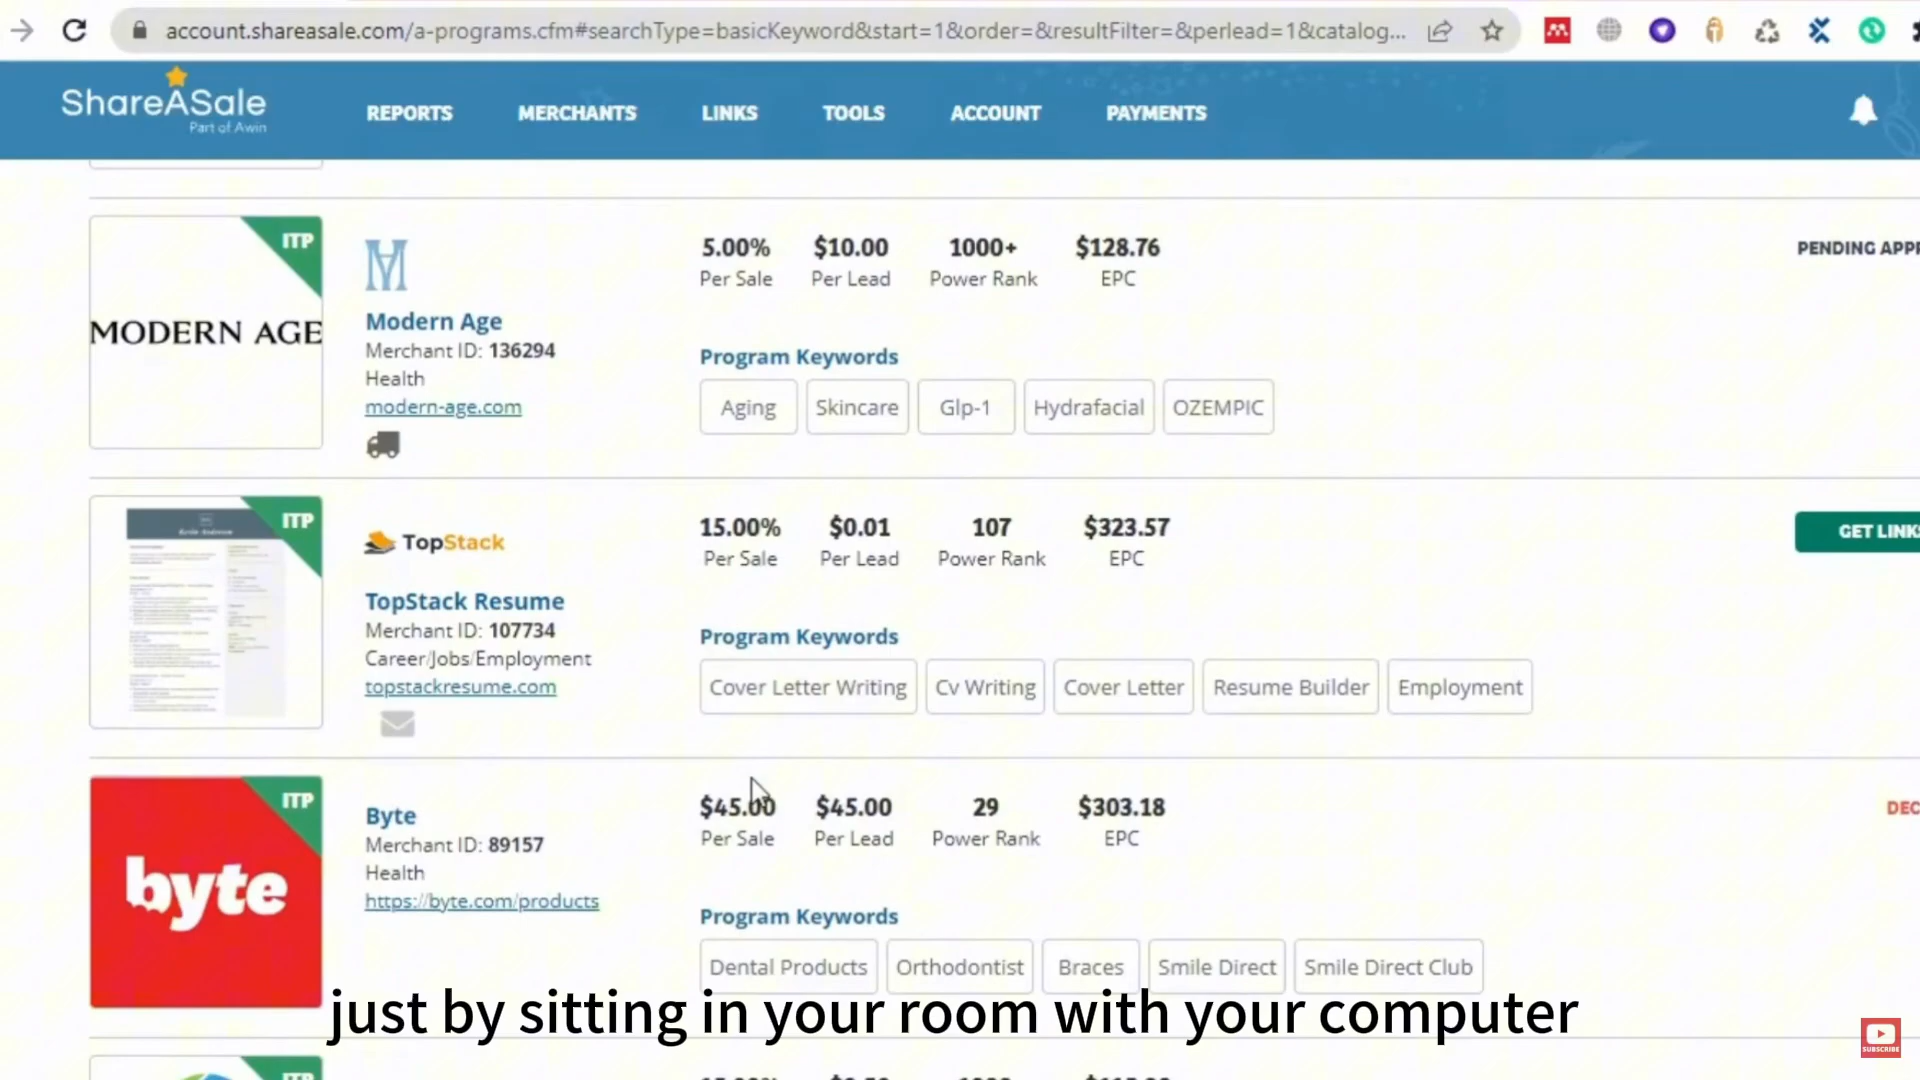 account.shareasale.com/a-programs.cfm#searchType=basicKeyword&start=1&order=&resultFilter=&perlead=1&catalog...
ShareASale
Part of Awin
REPORTS MERCHANTS LINKS TOOLS ACCOUNT PAYMENTS
ITP
MODERN AGE
Modern Age
Merchant ID: 136294
Health
modern-age.com
5.00% $10.00 1000+ $128.76
Per Sale Per Lead Power Rank EPC
PENDING APPR
Program Keywords
Aging Skincare Glp-1 Hydrafacial OZEMPIC
ITP
TopStack
TopStack Resume
Merchant ID: 107734
Career/Jobs/Employment
topstackresume.com
15.00% $0.01 107 $323.57
Per Sale Per Lead Power Rank EPC
GET LINKS
Program Keywords
Cover Letter Writing Cv Writing Cover Letter Resume Builder Employment
ITP
byte
Byte
Merchant ID: 89157
Health
https://byte.com/products
$45.00 $45.00 29 $303.18
Per Sale Per Lead Power Rank EPC
DEC
Program Keywords
Dental Products Orthodontist Braces Smile Direct Smile Direct Club
just by sitting in your room with your computer
SUBSCRIBE
ITP